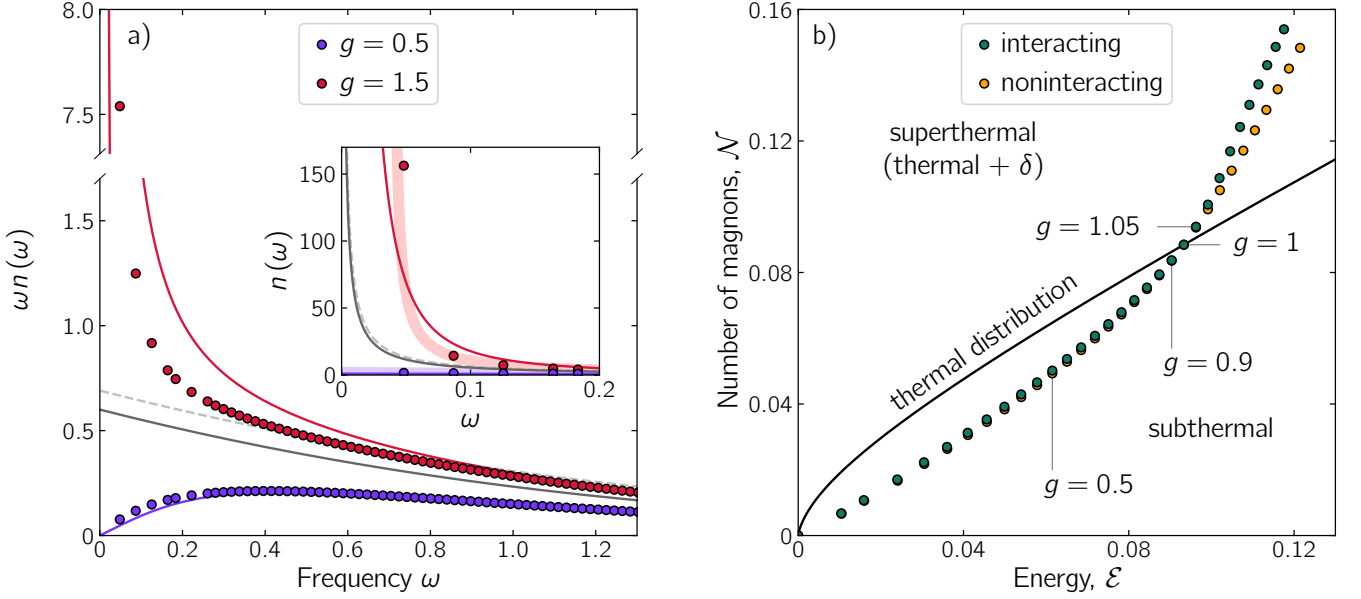 a)
g = 0.5
g = 1.5
8.0
7.5
1.5
1.0
0.5
0
ωn(ω)
0.0
0.2
0.4
0.6
0.8
1.0
1.2
Frequency ω
150
100
50
0
n(ω)
0
0.1
0.2
ω
b)
interacting
noninteracting
superthermal
(thermal + δ)
g = 1.05
g = 1
thermal distribution
g = 0.9
subthermal
g = 0.5
0.16
0.12
0.08
0.04
0
Number of magnons, 𝒩
0.00
0.04
0.08
0.12
Energy, ℰ